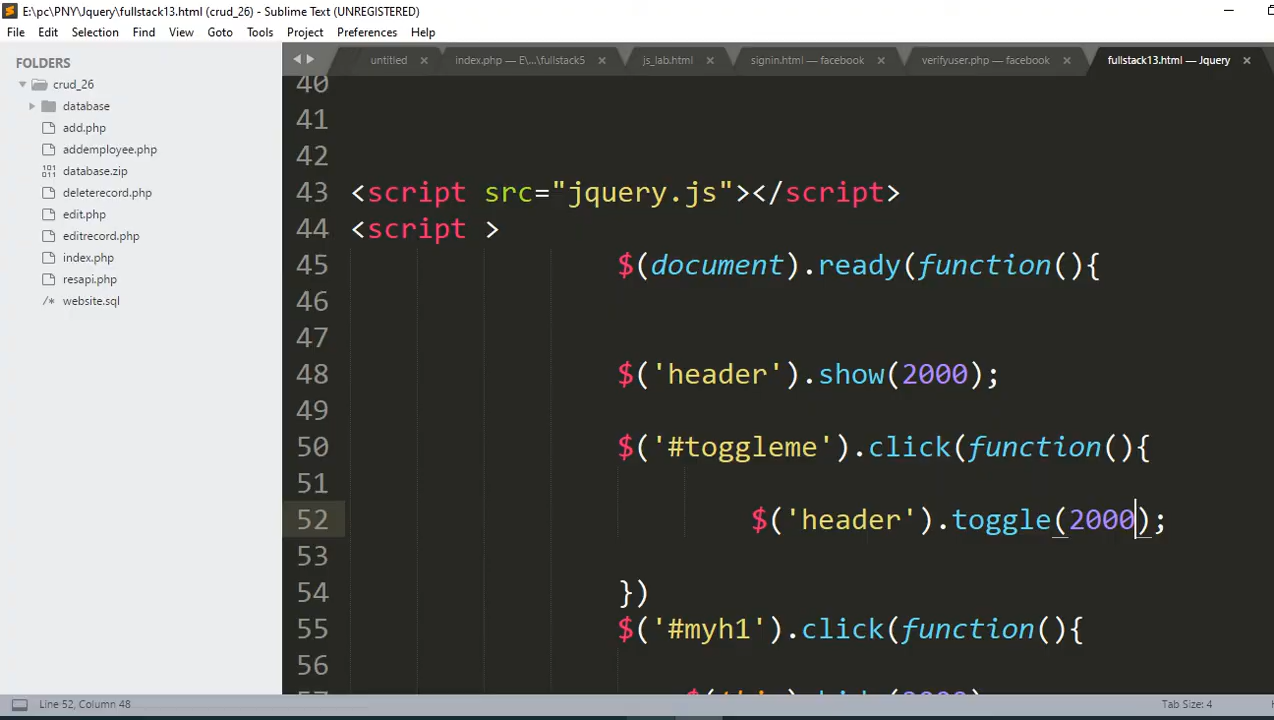 E:\pc\PNY\Jquery\fullstack13.html (crud_26) - Sublime Text (UNREGISTERED)
File Edit Selection Find View Goto Tools Project Preferences Help
FOLDERS
crud_26
database
add.php
addemployee.php
database.zip
deleterecord.php
edit.php
editrecord.php
index.php
resapi.php
/* website.sql
untitled × index.php — E\...\fullstack5 × js_lab.html × signin.html — facebook × verifyuser.php — facebook × fullstack13.html — Jquery ×
40
41
42
43 <script src="jquery.js"></script>
44 <script >
45 $(document).ready(function(){
46
47
48 $('header').show(2000);
49
50 $('#toggleme').click(function(){
51
52 $('header').toggle(2000);
53
54 })
55 $('#myh1').click(function(){
56
Line 52, Column 48
Tab Size: 4